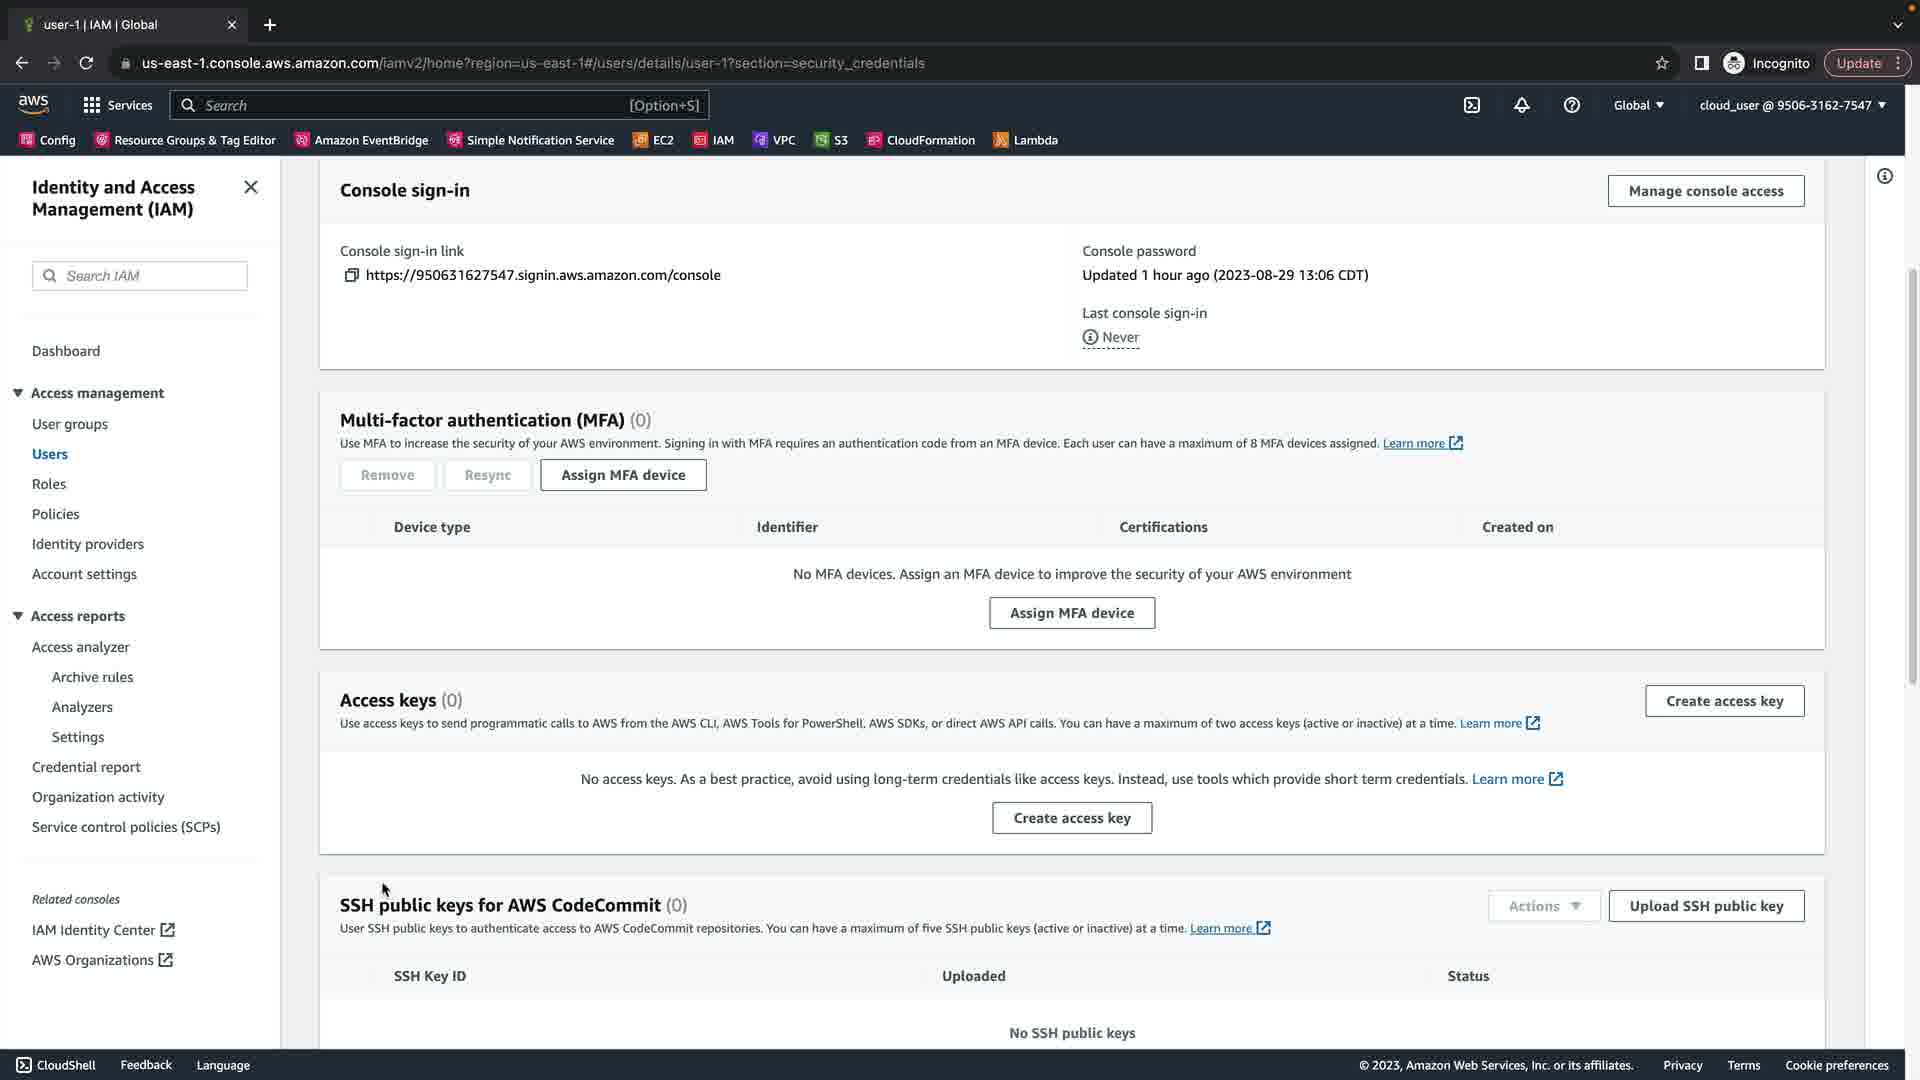 user-1 | IAM | Global
us-east-1.console.aws.amazon.com/iamv2/home?region=us-east-1#/users/details/user-1?section=security_credentials
Incognito
Update
aws
Services
Search
[Option+S]
Global
cloud_user @ 9506-3162-7547
Config
Resource Groups & Tag Editor
Amazon EventBridge
Simple Notification Service
EC2
IAM
VPC
S3
CloudFormation
Lambda
Identity and Access
Management (IAM)
Search IAM
Dashboard
Access management
User groups
Users
Roles
Policies
Identity providers
Account settings
Access reports
Access analyzer
Archive rules
Analyzers
Settings
Credential report
Organization activity
Service control policies (SCPs)
Related consoles
IAM Identity Center
AWS Organizations
Console sign-in
Manage console access
Console sign-in link
https://950631627547.signin.aws.amazon.com/console
Console password
Updated 1 hour ago (2023-08-29 13:06 CDT)
Last console sign-in
Never
Multi-factor authentication (MFA) (0)
Use MFA to increase the security of your AWS environment. Signing in with MFA requires an authentication code from an MFA device. Each user can have a maximum of 8 MFA devices assigned. Learn more
Remove
Resync
Assign MFA device
Device type
Identifier
Certifications
Created on
No MFA devices. Assign an MFA device to improve the security of your AWS environment
Assign MFA device
Access keys (0)
Create access key
Use access keys to send programmatic calls to AWS from the AWS CLI, AWS Tools for PowerShell, AWS SDKs, or direct AWS API calls. You can have a maximum of two access keys (active or inactive) at a time. Learn more
No access keys. As a best practice, avoid using long-term credentials like access keys. Instead, use tools which provide short term credentials. Learn more
Create access key
SSH public keys for AWS CodeCommit (0)
Actions
Upload SSH public key
User SSH public keys to authenticate access to AWS CodeCommit repositories. You can have a maximum of five SSH public keys (active or inactive) at a time. Learn more
SSH Key ID
Uploaded
Status
No SSH public keys
CloudShell
Feedback
Language
© 2023, Amazon Web Services, Inc. or its affiliates.
Privacy
Terms
Cookie preferences